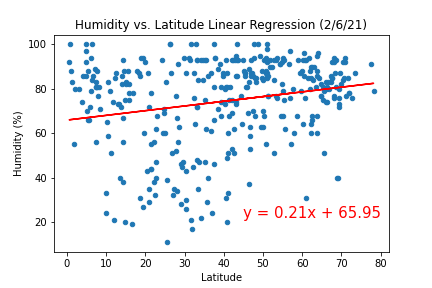 Humidity vs. Latitude Linear Regression (2/6/21)
100
80
60
40
20
Humidity (%)
y = 0.21x + 65.95
0 10 20 30 40 50 60 70 80
Latitude